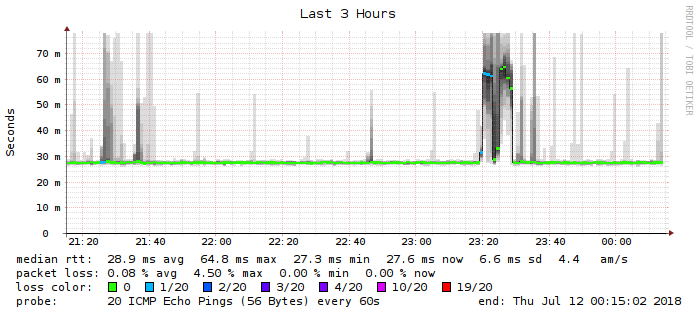 Last 3 Hours
RRDTOOL / TOBI OETIKER
Seconds
70 m
60 m
50 m
40 m
30 m
20 m
10 m
0
21:20 21:40 22:00 22:20 22:40 23:00 23:20 23:40 00:00
median rtt: 28.9 ms avg 64.8 ms max 27.3 ms min 27.6 ms now 6.6 ms sd 4.4 am/s
packet loss: 0.08 % avg 4.50 % max 0.00 % min 0.00 % now
loss color: 0 1/20 2/20 3/20 4/20 10/20 19/20
probe: 20 ICMP Echo Pings (56 Bytes) every 60s end: Thu Jul 12 00:15:02 2018